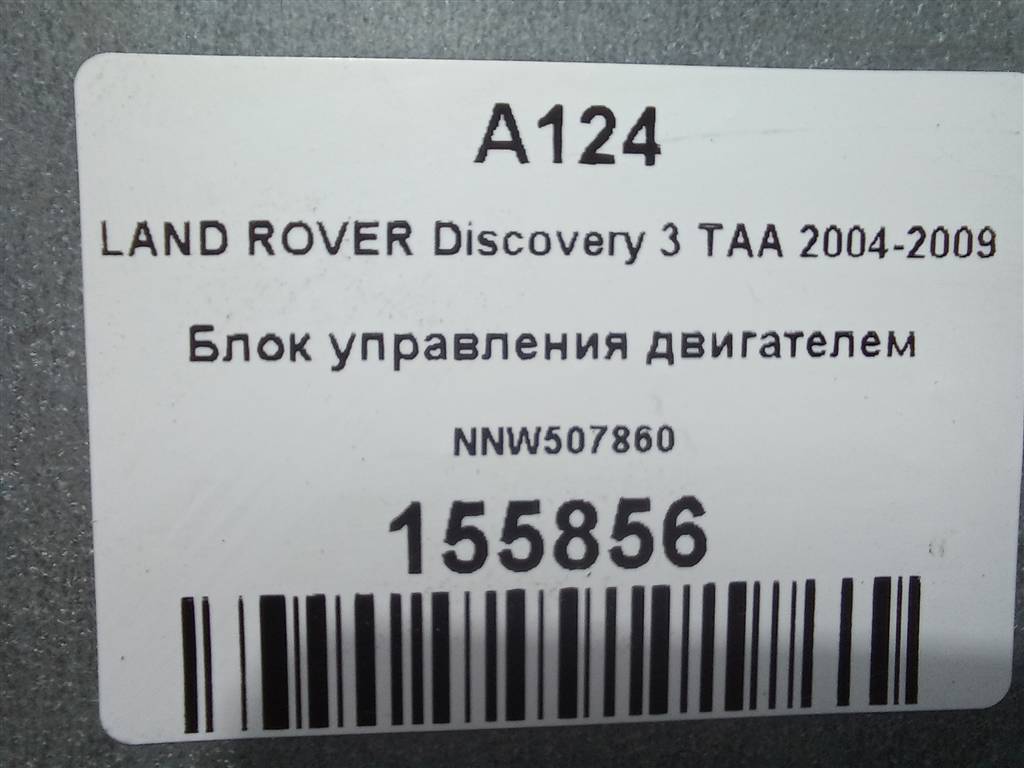 A124
LAND ROVER Discovery 3 TAA 2004-2009
Блок управления двигателем
NNW507860
155856